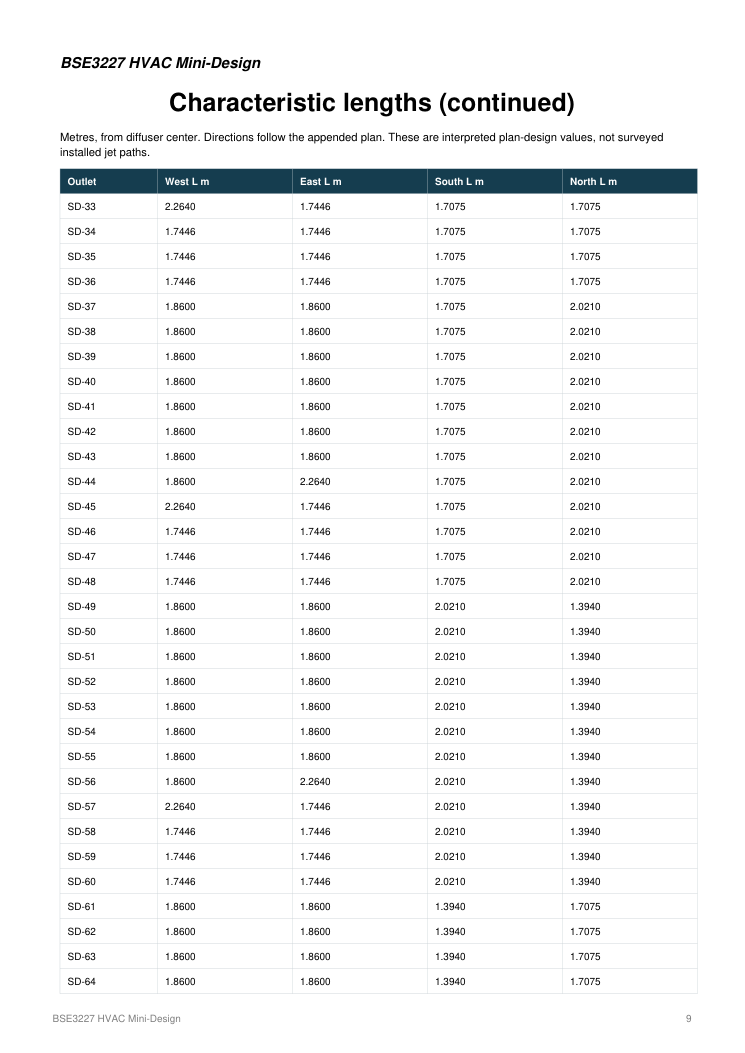 BSE3227 HVAC Mini-Design
Characteristic lengths (continued)
Metres, from diffuser center. Directions follow the appended plan. These are interpreted plan-design values, not surveyed
installed jet paths.
Outlet West L m East L m South L m North L m
SD-33 2.2640 1.7446 1.7075 1.7075
SD-34 1.7446 1.7446 1.7075 1.7075
SD-35 1.7446 1.7446 1.7075 1.7075
SD-36 1.7446 1.7446 1.7075 1.7075
SD-37 1.8600 1.8600 1.7075 2.0210
SD-38 1.8600 1.8600 1.7075 2.0210
SD-39 1.8600 1.8600 1.7075 2.0210
SD-40 1.8600 1.8600 1.7075 2.0210
SD-41 1.8600 1.8600 1.7075 2.0210
SD-42 1.8600 1.8600 1.7075 2.0210
SD-43 1.8600 1.8600 1.7075 2.0210
SD-44 1.8600 2.2640 1.7075 2.0210
SD-45 2.2640 1.7446 1.7075 2.0210
SD-46 1.7446 1.7446 1.7075 2.0210
SD-47 1.7446 1.7446 1.7075 2.0210
SD-48 1.7446 1.7446 1.7075 2.0210
SD-49 1.8600 1.8600 2.0210 1.3940
SD-50 1.8600 1.8600 2.0210 1.3940
SD-51 1.8600 1.8600 2.0210 1.3940
SD-52 1.8600 1.8600 2.0210 1.3940
SD-53 1.8600 1.8600 2.0210 1.3940
SD-54 1.8600 1.8600 2.0210 1.3940
SD-55 1.8600 1.8600 2.0210 1.3940
SD-56 1.8600 2.2640 2.0210 1.3940
SD-57 2.2640 1.7446 2.0210 1.3940
SD-58 1.7446 1.7446 2.0210 1.3940
SD-59 1.7446 1.7446 2.0210 1.3940
SD-60 1.7446 1.7446 2.0210 1.3940
SD-61 1.8600 1.8600 1.3940 1.7075
SD-62 1.8600 1.8600 1.3940 1.7075
SD-63 1.8600 1.8600 1.3940 1.7075
SD-64 1.8600 1.8600 1.3940 1.7075
BSE3227 HVAC Mini-Design 9